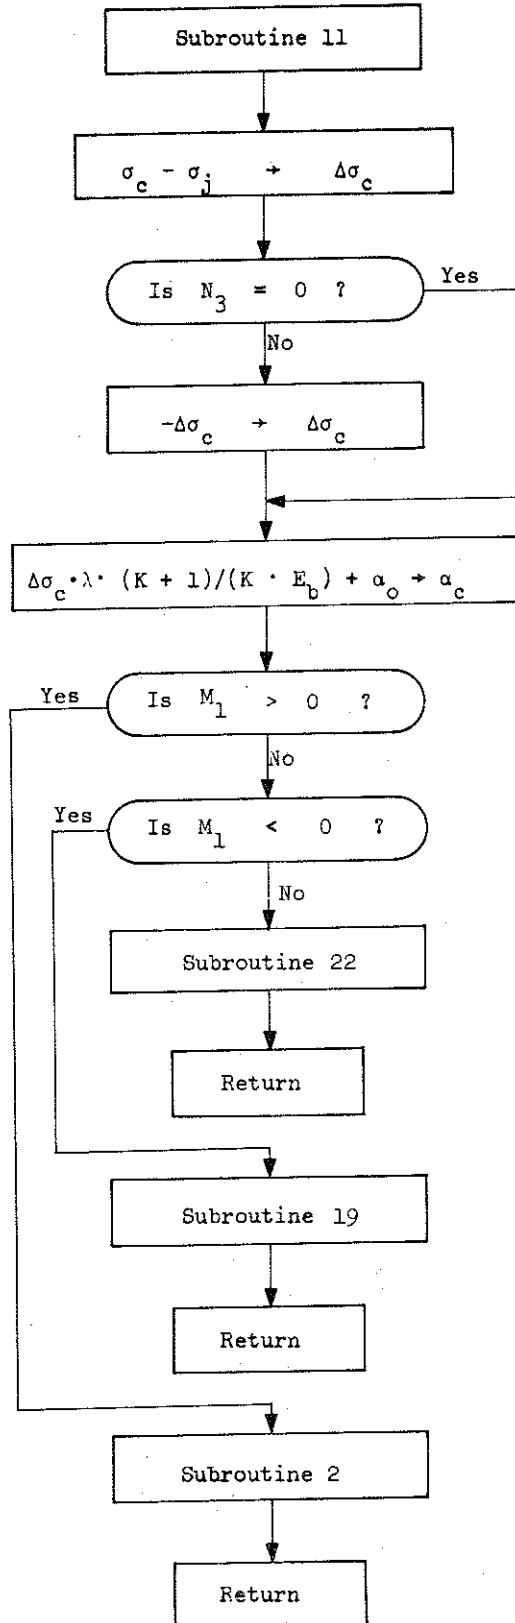 Subroutine 11
σc - σj → Δσc
Is N3 = 0 ?
Yes
No
-Δσc → Δσc
Δσc·λ· (K + 1)/(K · Eb) + αo → αc
Yes
Is M1 > 0 ?
No
Yes
Is M1 < 0 ?
No
Subroutine 22
Return
Subroutine 19
Return
Subroutine 2
Return